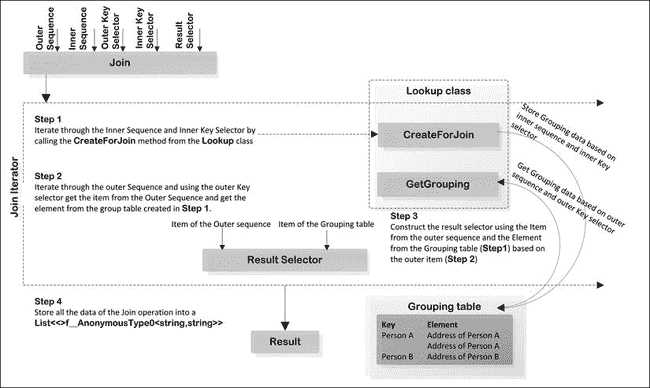 Outer
Sequence
Inner
Sequence
Outer Key
Selector
Inner Key
Selector
Result
Selector
Join
Join Iterator
Step 1
Iterate through the Inner Sequence and Inner Key Selector by
calling the CreateForJoin method from the Lookup class
Step 2
Iterate through the outer Sequence and using the outer Key
selector get the item from the Outer Sequence and get the
element from the group table created in Step 1.
Lookup class
CreateForJoin
GetGrouping
Store Grouping data based on
inner sequence and inner Key
selector
Get Grouping data based on outer
sequence and outer Key selector
Item of the Outer sequence
Item of the Grouping table
Result Selector
Step 3
Construct the result selector using the Item
from the outer sequence and the Element
from the Grouping table (Step1) based on
the outer item (Step 2)
Step 4
Store all the data of the Join operation into a
List<<>f__AnonymousType0<string,string>>
Result
Grouping table
Key Element
Person A Address of Person A
Address of Person A
Person B Address of Person B